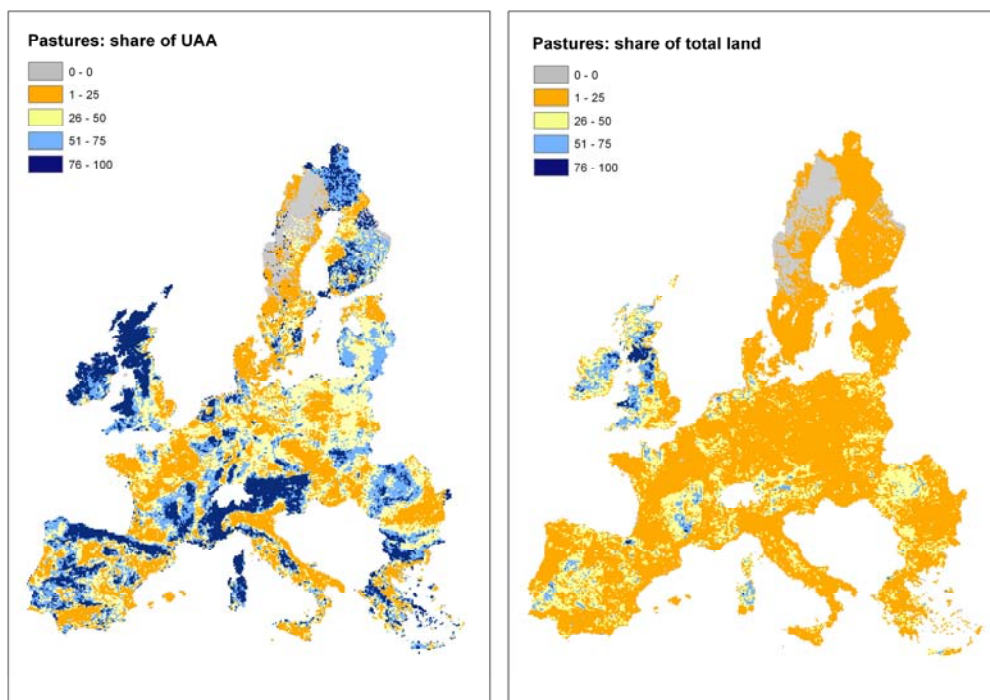 Pastures: share of UAA
0 - 0
1 - 25
26 - 50
51 - 75
76 - 100
Pastures: share of total land
0 - 0
1 - 25
26 - 50
51 - 75
76 - 100